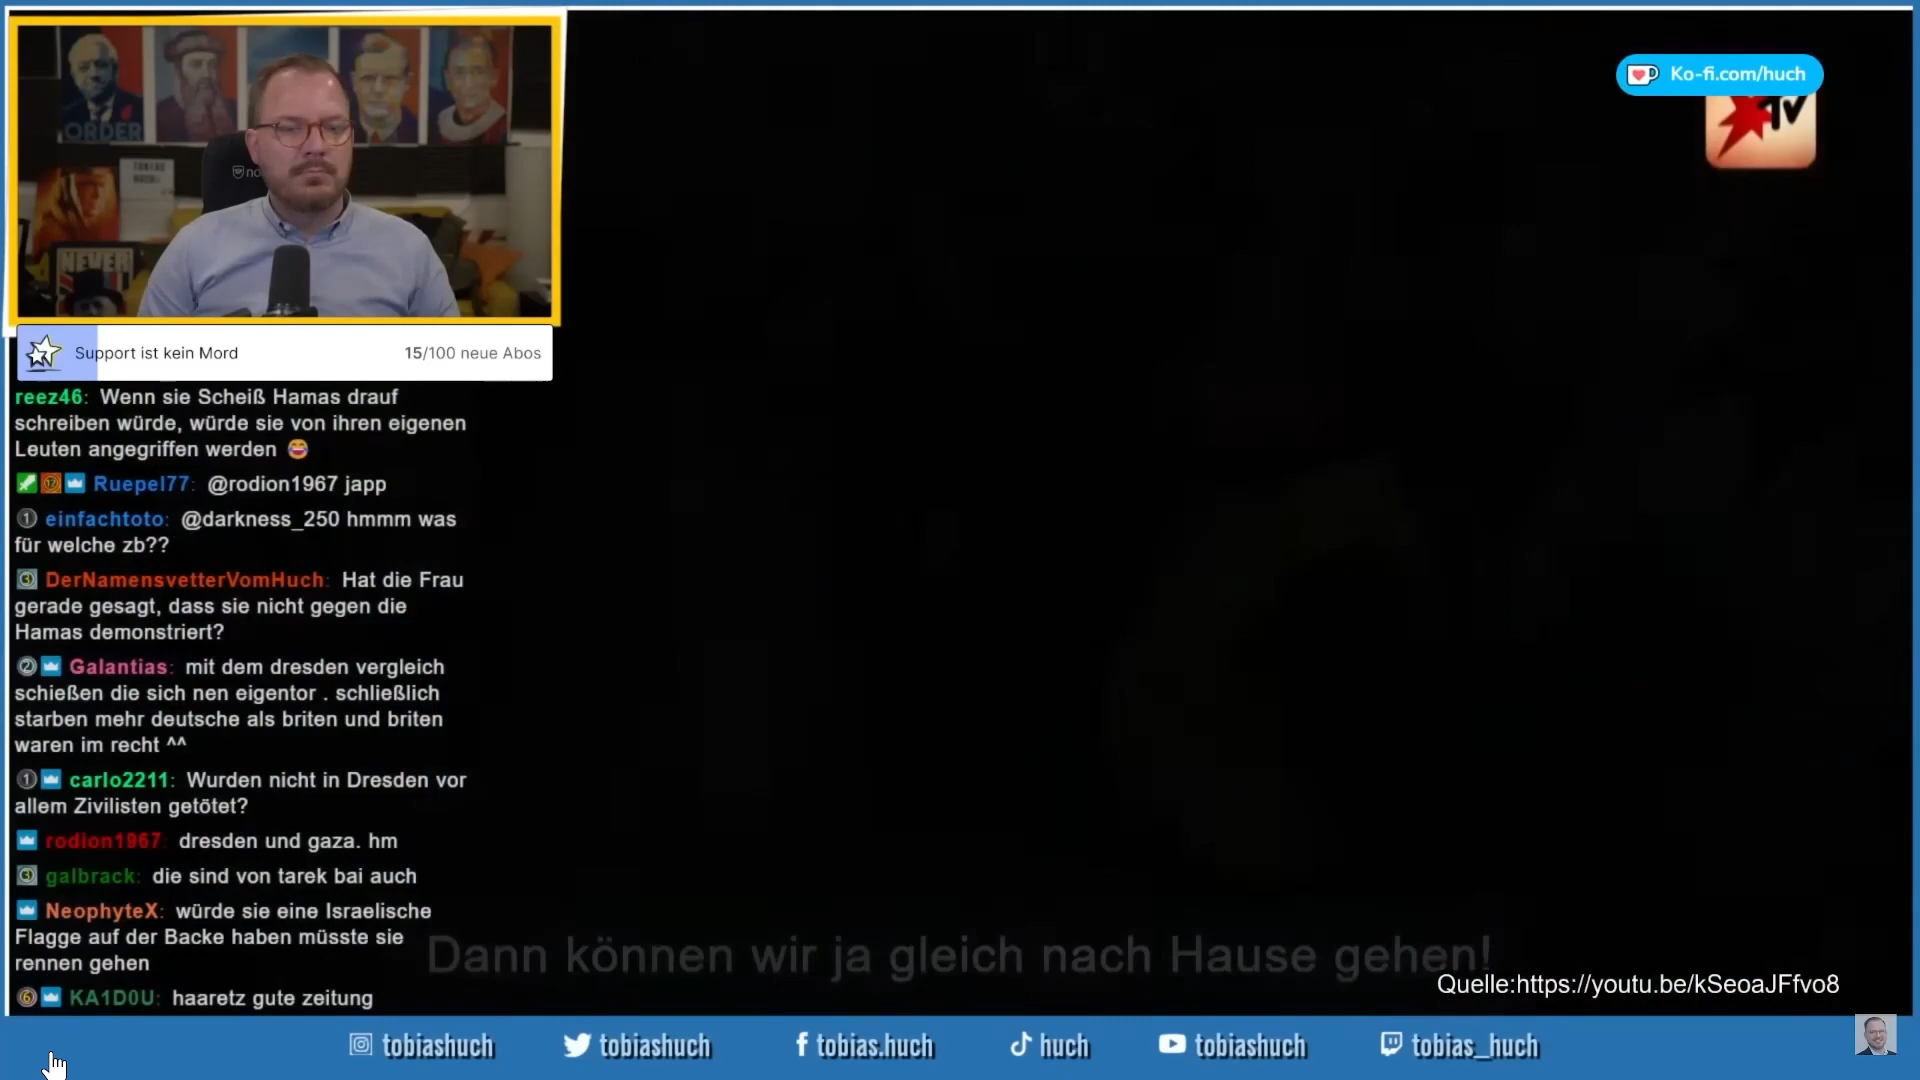 ORDER
NEVER
Ko-fi.com/huch
TV
Support ist kein Mord
15/100 neue Abos
reez46: Wenn sie Scheiß Hamas drauf
schreiben würde, würde sie von ihren eigenen
Leuten angegriffen werden 😂
Ruepel77: @rodion1967 japp
einfachtoto: @darkness_250 hmmm was
für welche zb??
DerNamensvetterVomHuch: Hat die Frau
gerade gesagt, dass sie nicht gegen die
Hamas demonstriert?
Galantias: mit dem dresden vergleich
schießen die sich nen eigentor . schließlich
starben mehr deutsche als briten und briten
waren im recht ^^
carlo2211: Wurden nicht in Dresden vor
allem Zivilisten getötet?
rodion1967: dresden und gaza. hm
galbrack: die sind von tarek bai auch
NeophyteX: würde sie eine Israelische
Flagge auf der Backe haben müsste sie
rennen gehen
KA1D0U: haaretz gute zeitung
Dann können wir ja gleich nach Hause gehen!
Quelle:https://youtu.be/kSeoaJFfvo8
tobiashuch
tobiashuch
tobias.huch
huch
tobiashuch
tobias_huch